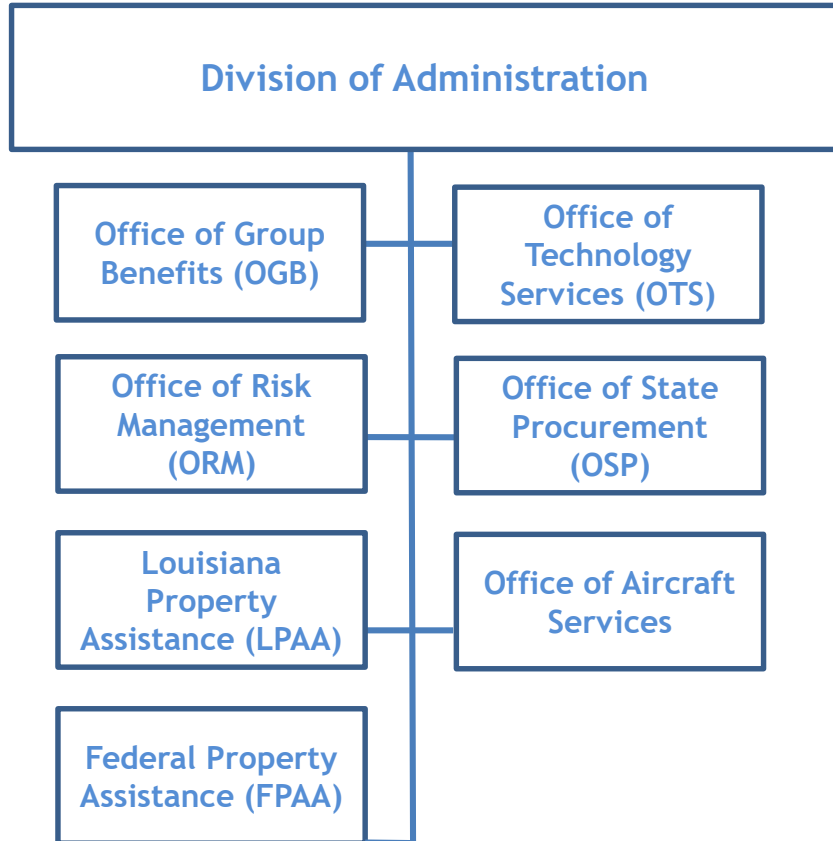 Division of Administration
Office of Group
Benefits (OGB)
Office of
Technology
Services (OTS)
Office of Risk
Management
(ORM)
Office of State
Procurement
(OSP)
Louisiana
Property
Assistance (LPAA)
Office of Aircraft
Services
Federal Property
Assistance (FPAA)